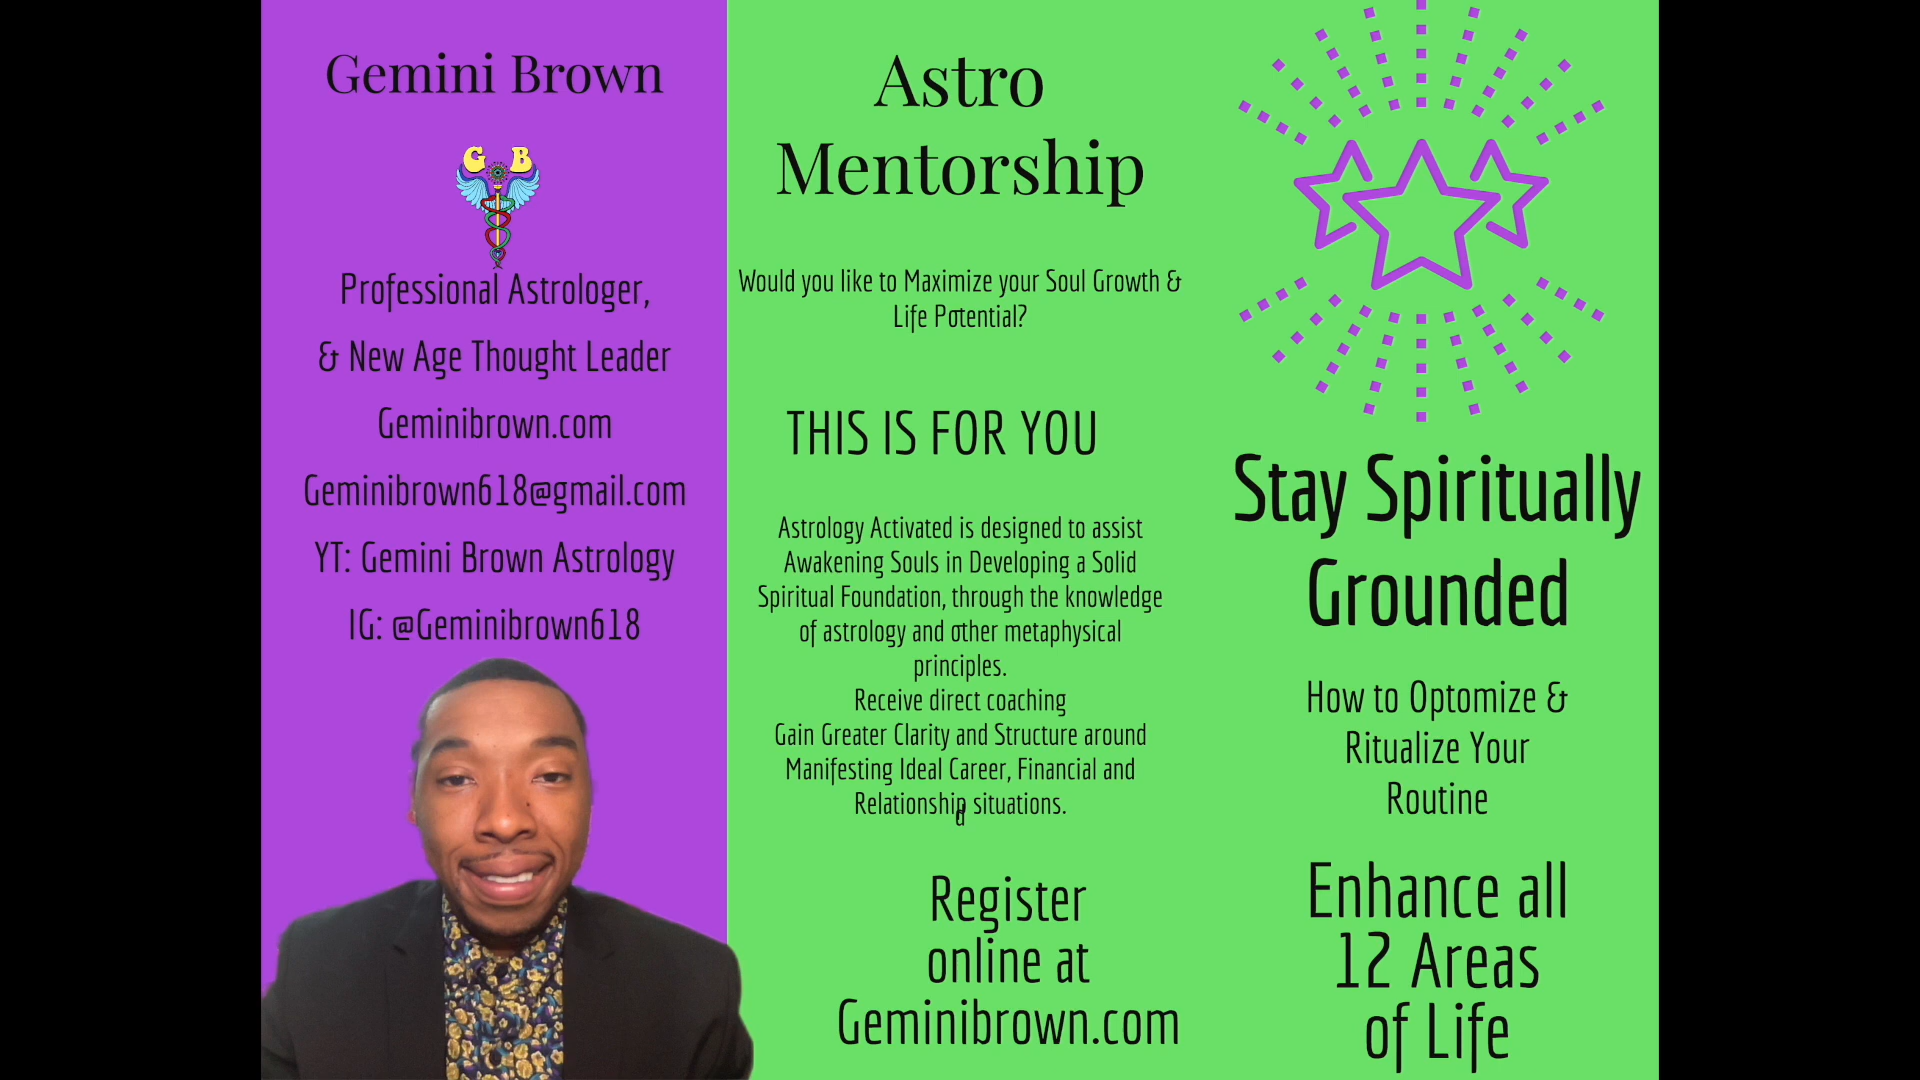 Gemini Brown
G B
Professional Astrologer,
& New Age Thought Leader
Geminibrown.com
Geminibrown618@gmail.com
YT: Gemini Brown Astrology
IG: @Geminibrown618
Astro
Mentorship
Would you like to Maximize your Soul Growth &
Life Potential?
THIS IS FOR YOU
Astrology Activated is designed to assist
Awakening Souls in Developing a Solid
Spiritual Foundation, through the knowledge
of astrology and other metaphysical
principles.
Receive direct coaching
Gain Greater Clarity and Structure around
Manifesting Ideal Career, Financial and
Relationship situations.
Register
online at
Geminibrown.com
Stay Spiritually
Grounded
How to Optomize &
Ritualize Your
Routine
Enhance all
12 Areas
of Life